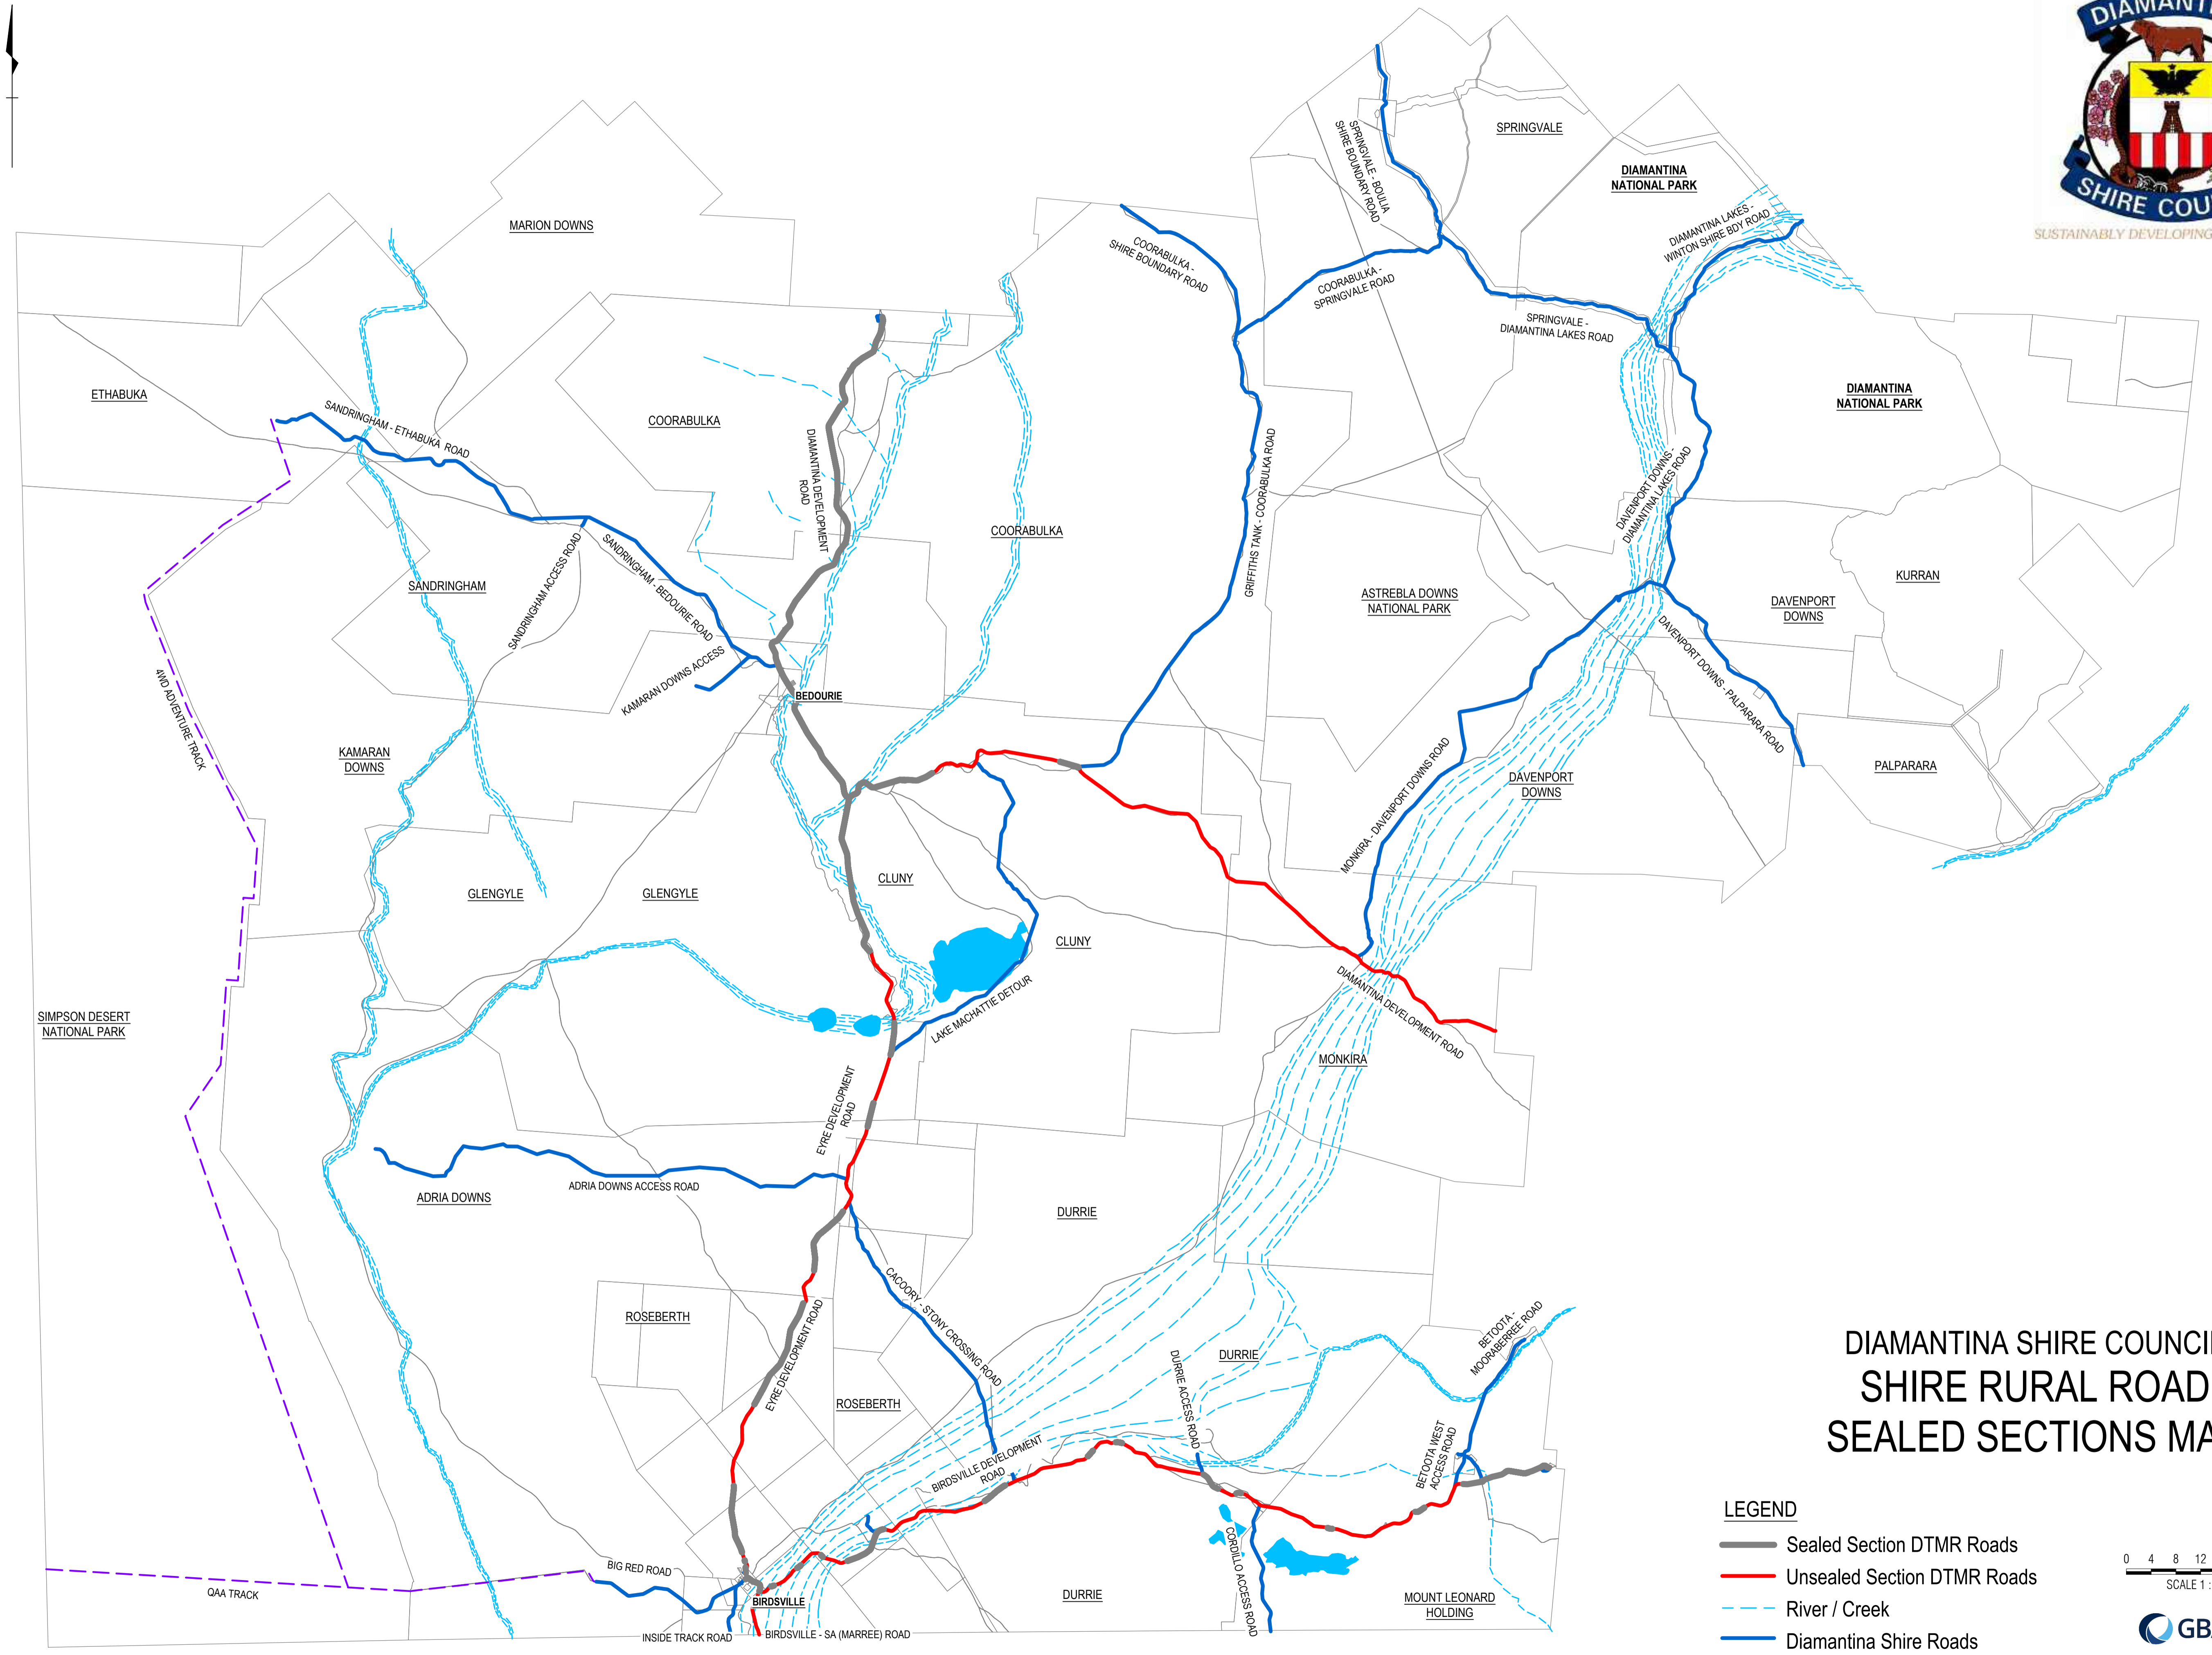 SPRINGVALE
DIAMANTINA
NATIONAL PARK
SPRINGVALE - BOULIA
SHIRE BOUNDARY ROAD
DIAMANTINA LAKES -
WINTON SHIRE BDY ROAD
MARION DOWNS
COORABULKA -
SHIRE BOUNDARY ROAD
COORABULKA -
SPRINGVALE ROAD
SPRINGVALE -
DIAMANTINA LAKES ROAD
SHIRE COU
SUSTAINABLY DEVELOPING
ETHABUKA
SANDRINGHAM - ETHABUKA ROAD
COORABULKA
DIAMANTINA DEVELOPMENT
ROAD
DIAMANTINA
NATIONAL PARK
GRIFFITHS TANK - COORABULKA ROAD
DAVENPORT DOWNS -
DIAMANTINA LAKES ROAD
COORABULKA
SANDRINGHAM
SANDRINGHAM ACCESS ROAD
SANDRINGHAM - BEDOURIE ROAD
ASTREBLA DOWNS
NATIONAL PARK
KURRAN
DAVENPORT
DOWNS
4WD ADVENTURE TRACK
KAMARAN DOWNS ACCESS
BEDOURIE
DAVENPORT DOWNS - PALPARARA ROAD
KAMARAN
DOWNS
MONKIRA - DAVENPORT DOWNS ROAD
DAVENPORT
DOWNS
PALPARARA
GLENGYLE
GLENGYLE
CLUNY
CLUNY
SIMPSON DESERT
NATIONAL PARK
LAKE MACHATTIE DETOUR
DIAMANTINA DEVELOPMENT ROAD
MONKIRA
EYRE DEVELOPMENT
ROAD
ADRIA DOWNS
ADRIA DOWNS ACCESS ROAD
DURRIE
CACOORY - STONY CROSSING ROAD
ROSEBERTH
EYRE DEVELOPMENT ROAD
ROSEBERTH
DURRIE
DURRIE ACCESS ROAD
BETOOTA -
MOORABERREE ROAD
BIRDSVILLE DEVELOPMENT
ROAD
BETOOTA WEST
ACCESS ROAD
BIG RED ROAD
QAA TRACK
BIRDSVILLE
INSIDE TRACK ROAD
BIRDSVILLE - SA (MARREE) ROAD
DURRIE
CORDILLO ACCESS ROAD
MOUNT LEONARD
HOLDING
DIAMANTINA SHIRE COUNCI
SHIRE RURAL ROAD
SEALED SECTIONS MA
LEGEND
Sealed Section DTMR Roads
Unsealed Section DTMR Roads
River / Creek
Diamantina Shire Roads
0 4 8 12
SCALE 1 :
GB